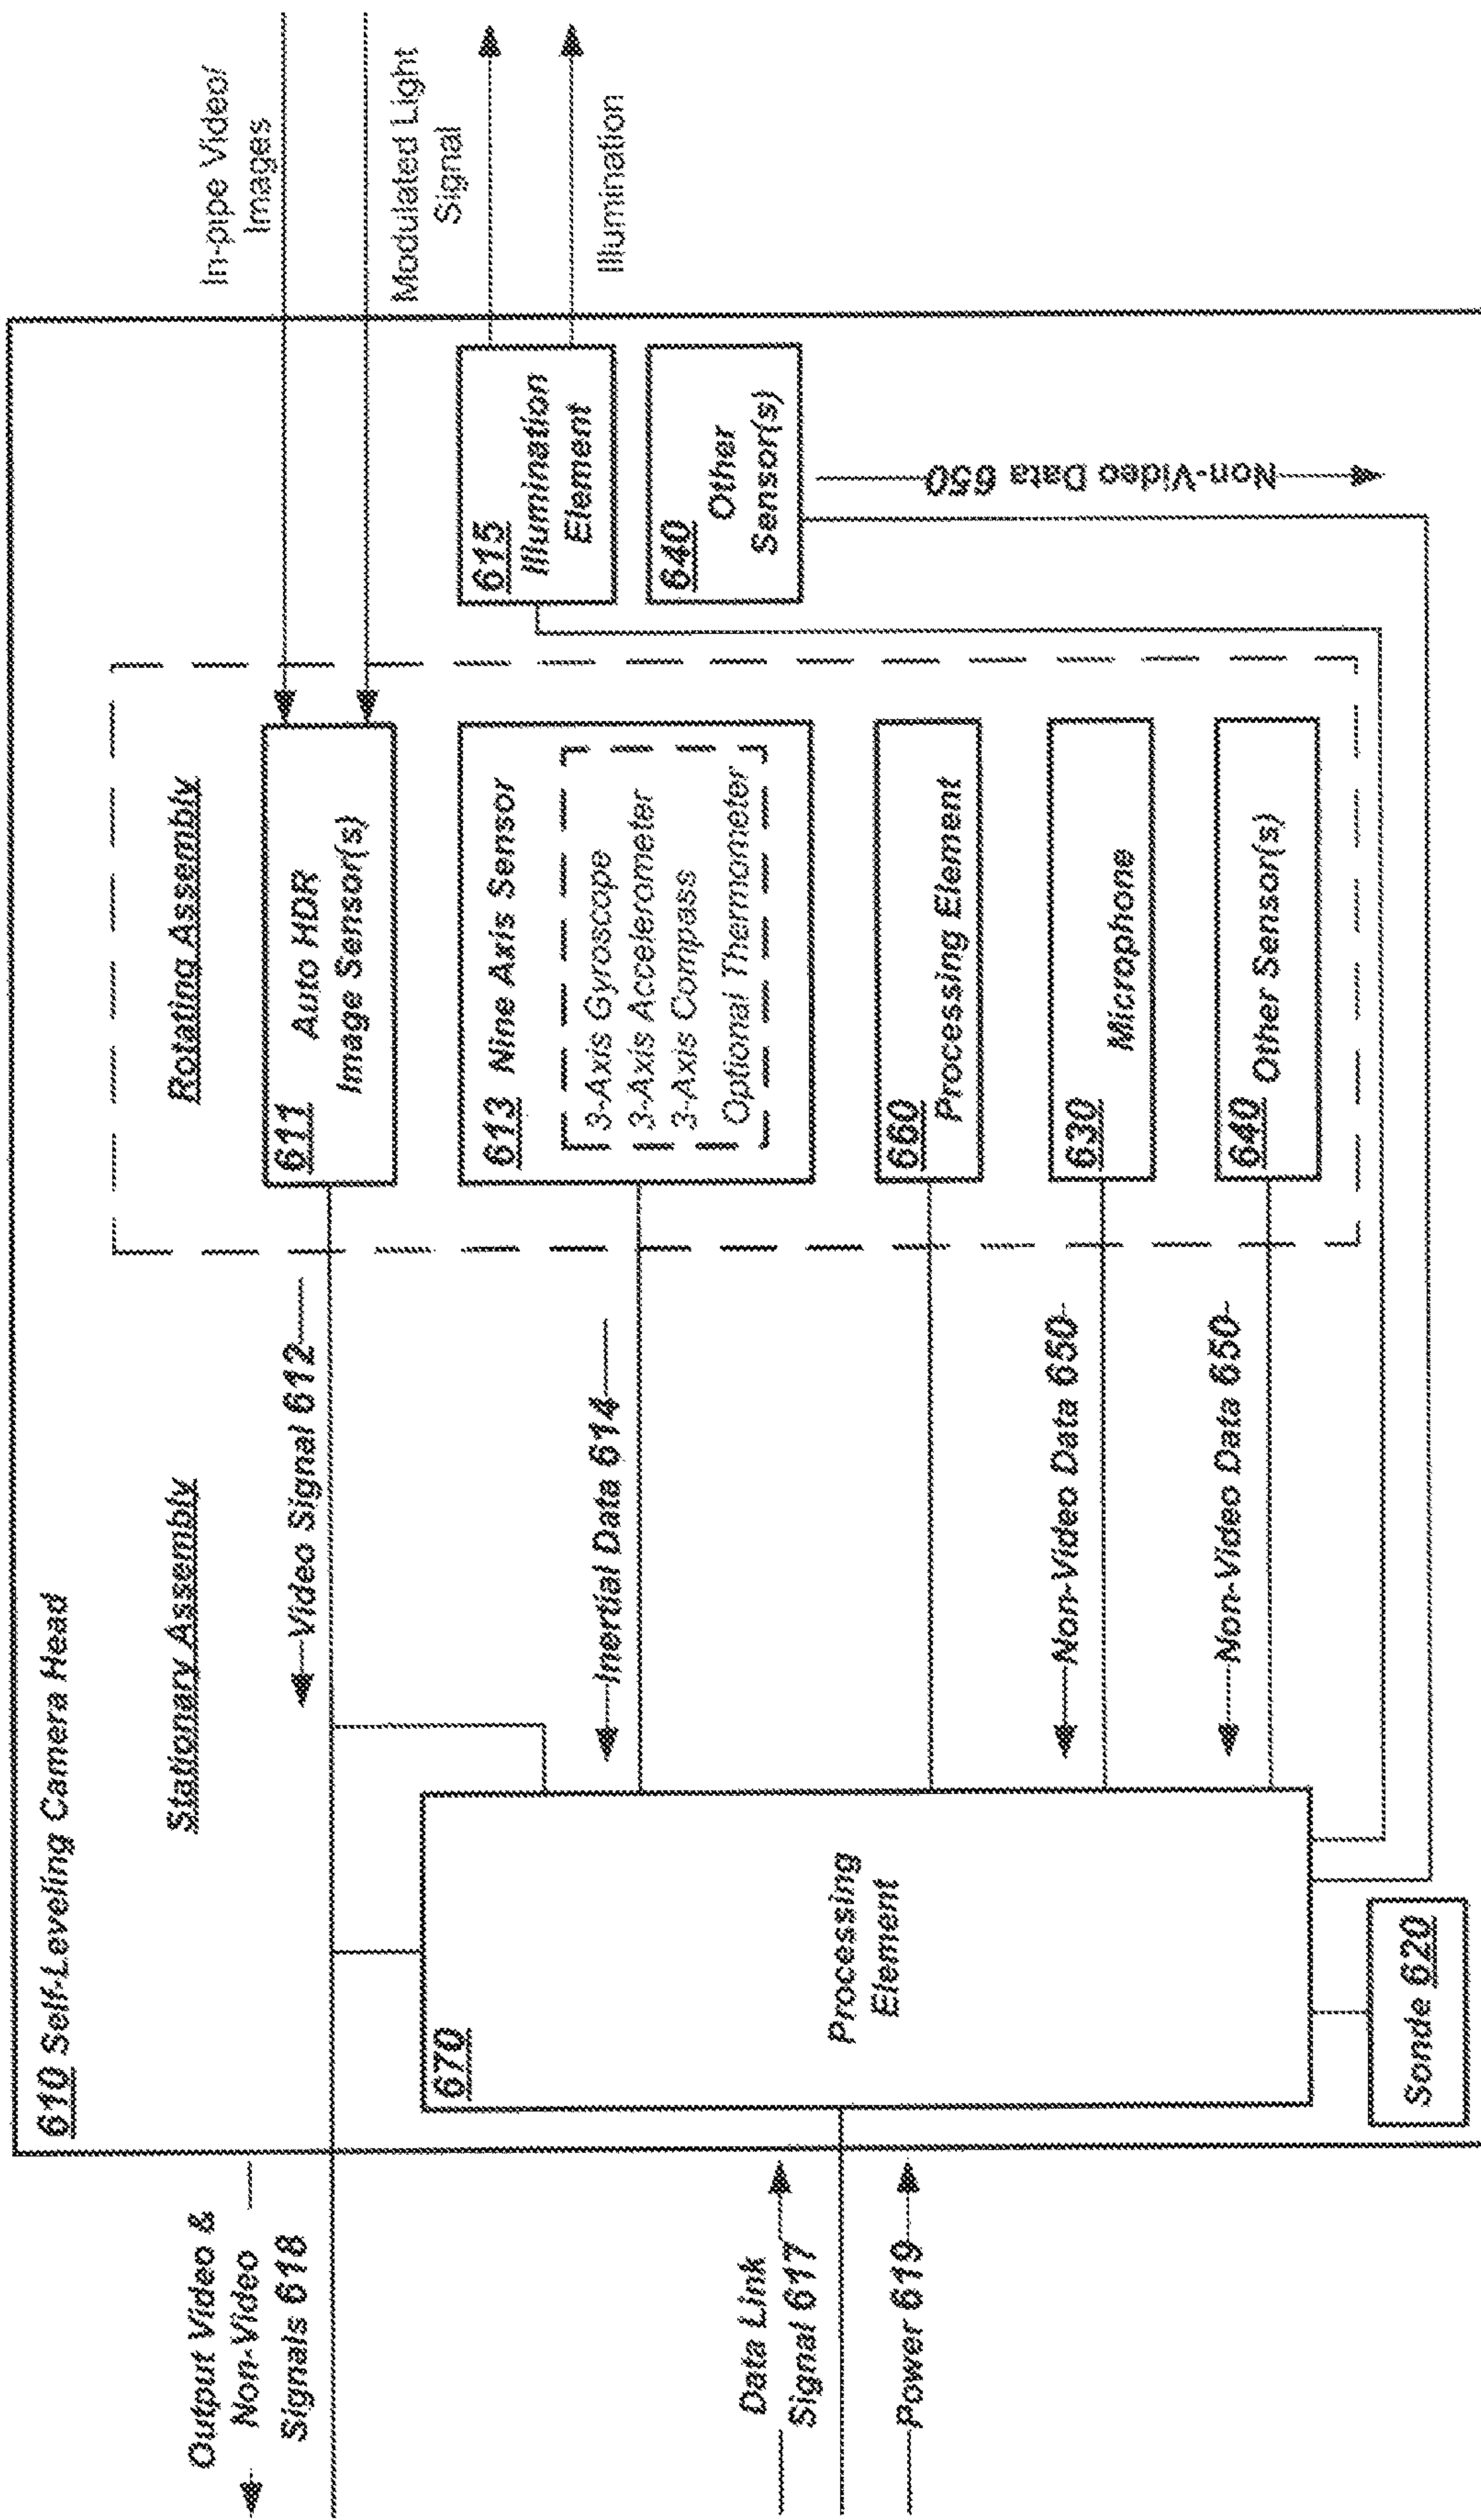 610 Self-Leveling Camera Head
Stationary Assembly
Rotating Assembly
Output Video &
Non-Video
Signals 618
Video Signal 612
611
Auto HDR
Image Sensor(s)
In-pipe Video/
Images
Modulated Light
Signal
Inertial Data 614
613 Nine Axis Sensor
3-Axis Gyroscope
3-Axis Accelerometer
3-Axis Compass
Optional Thermometer
615
Illumination
Element
Illumination
670
Processing
Element
Data Link
Signal 617
Power 619
660
Processing Element
640
Other
Sensor(s)
Non-Video Data 650
Non-Video Data 650
630
Microphone
Non-Video Data 650
640
Other Sensor(s)
Sonde 620